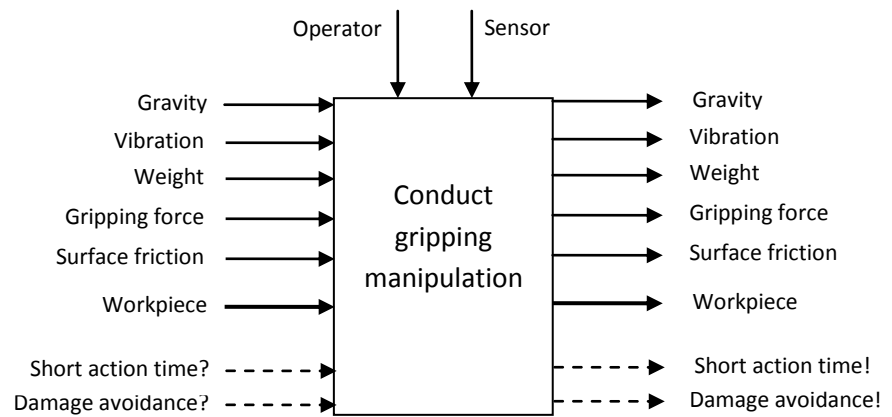 Operator
Sensor
Gravity
Vibration
Weight
Gripping force
Surface friction
Workpiece
Short action time?
Damage avoidance?
Conduct
gripping
manipulation
Gravity
Vibration
Weight
Gripping force
Surface friction
Workpiece
Short action time!
Damage avoidance!